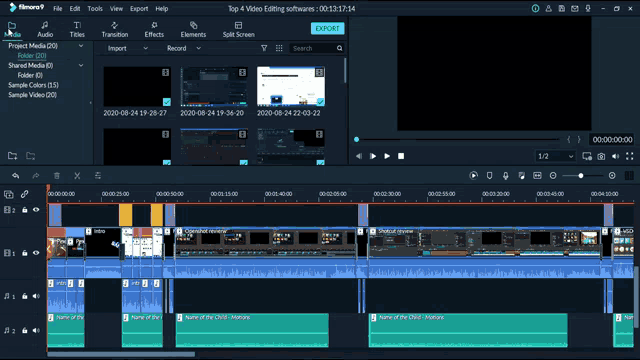 filmora9 File Edit Tools View Export Help Top 4 Video Editing softwares : 00:13:17:14
Media Audio Titles Transition Effects Elements Split Screen EXPORT
Project Media (20)
Folder (20)
Shared Media (0)
Folder (0)
Sample Colors (15)
Sample Video (20)
Import Record Search
2020-08-24 19-28-27 2020-08-24 19-36-20 2020-08-24 22-03-22
00:00:00:00
1/2
00:00:00:00 00:00:25:00 00:00:50:00 00:01:15:00 00:01:40:00 00:02:05:00 00:02:30:00 00:02:55:00 00:03:20:00 00:03:45:00 00:04:10:00
2
Intro Openshot revierw Shotcut review
1
1
Name of the Name of the Name of the Child - Motions Name of the Child - Motions Name
2